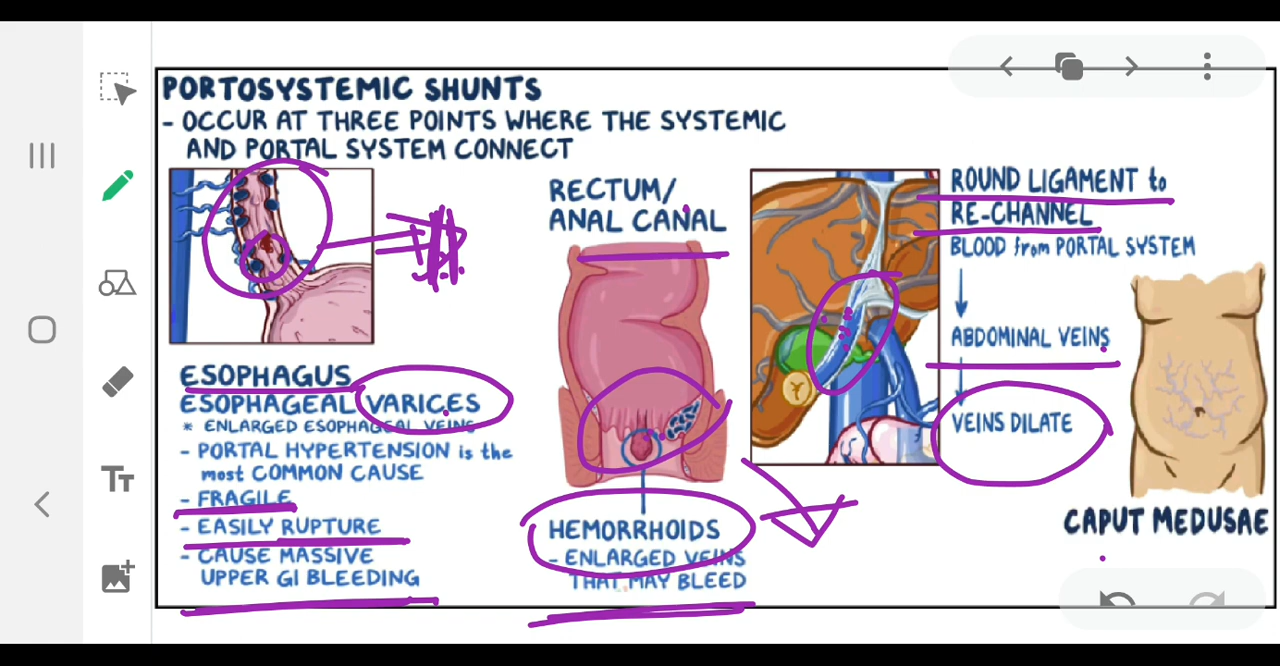 PORTOSYSTEMIC SHUNTS
- OCCUR AT THREE POINTS WHERE THE SYSTEMIC
AND PORTAL SYSTEM CONNECT
ESOPHAGUS
ESOPHAGEAL VARICES
* ENLARGED ESOPHAGEAL VEINS
- PORTAL HYPERTENSION is the
most COMMON CAUSE
- FRAGILE
- EASILY RUPTURE
- CAUSE MASSIVE
UPPER GI BLEEDING
RECTUM/
ANAL CANAL
HEMORRHOIDS
- ENLARGED VEINS
THAT MAY BLEED
ROUND LIGAMENT to
RE-CHANNEL
BLOOD from PORTAL SYSTEM
ABDOMINAL VEINS
VEINS DILATE
CAPUT MEDUSAE
TT